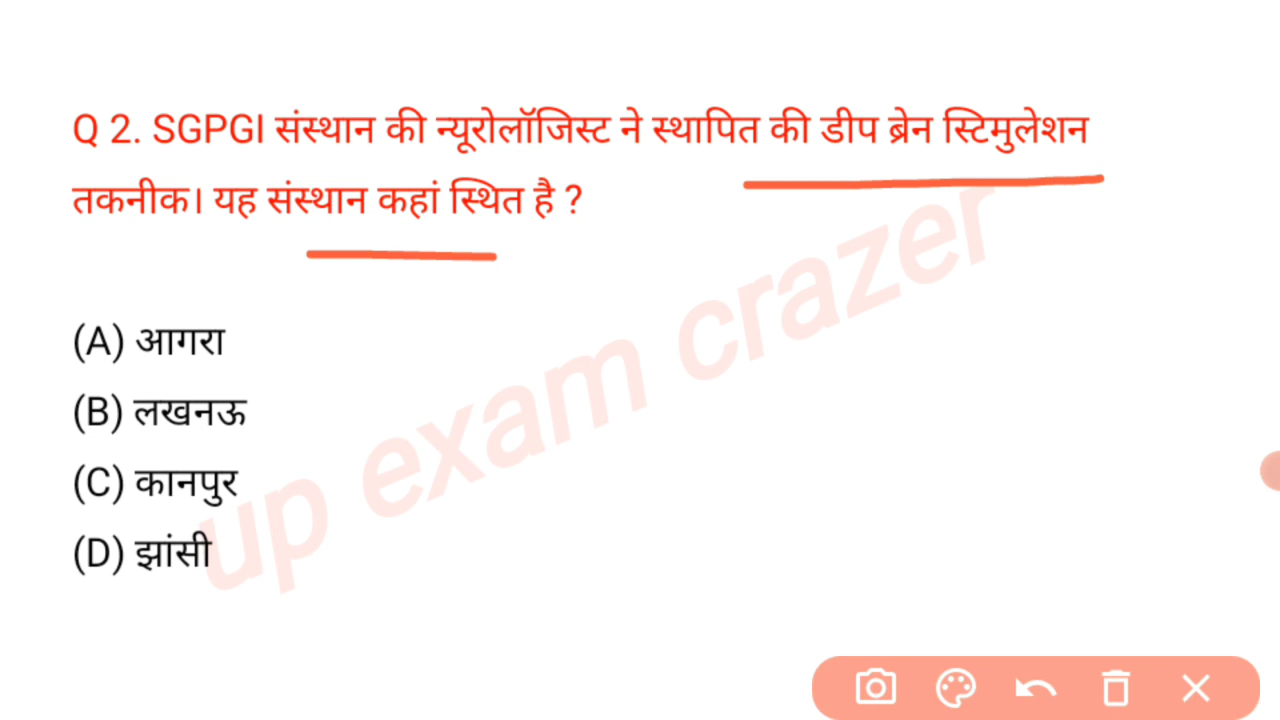 Q 2. SGPGI संस्थान की न्यूरोलॉजिस्ट ने स्थापित की डीप ब्रेन स्टिमुलेशन
तकनीक। यह संस्थान कहां स्थित है ?
(A) आगरा
(B) लखनऊ
(C) कानपुर
(D) झांसी
up exam crazer